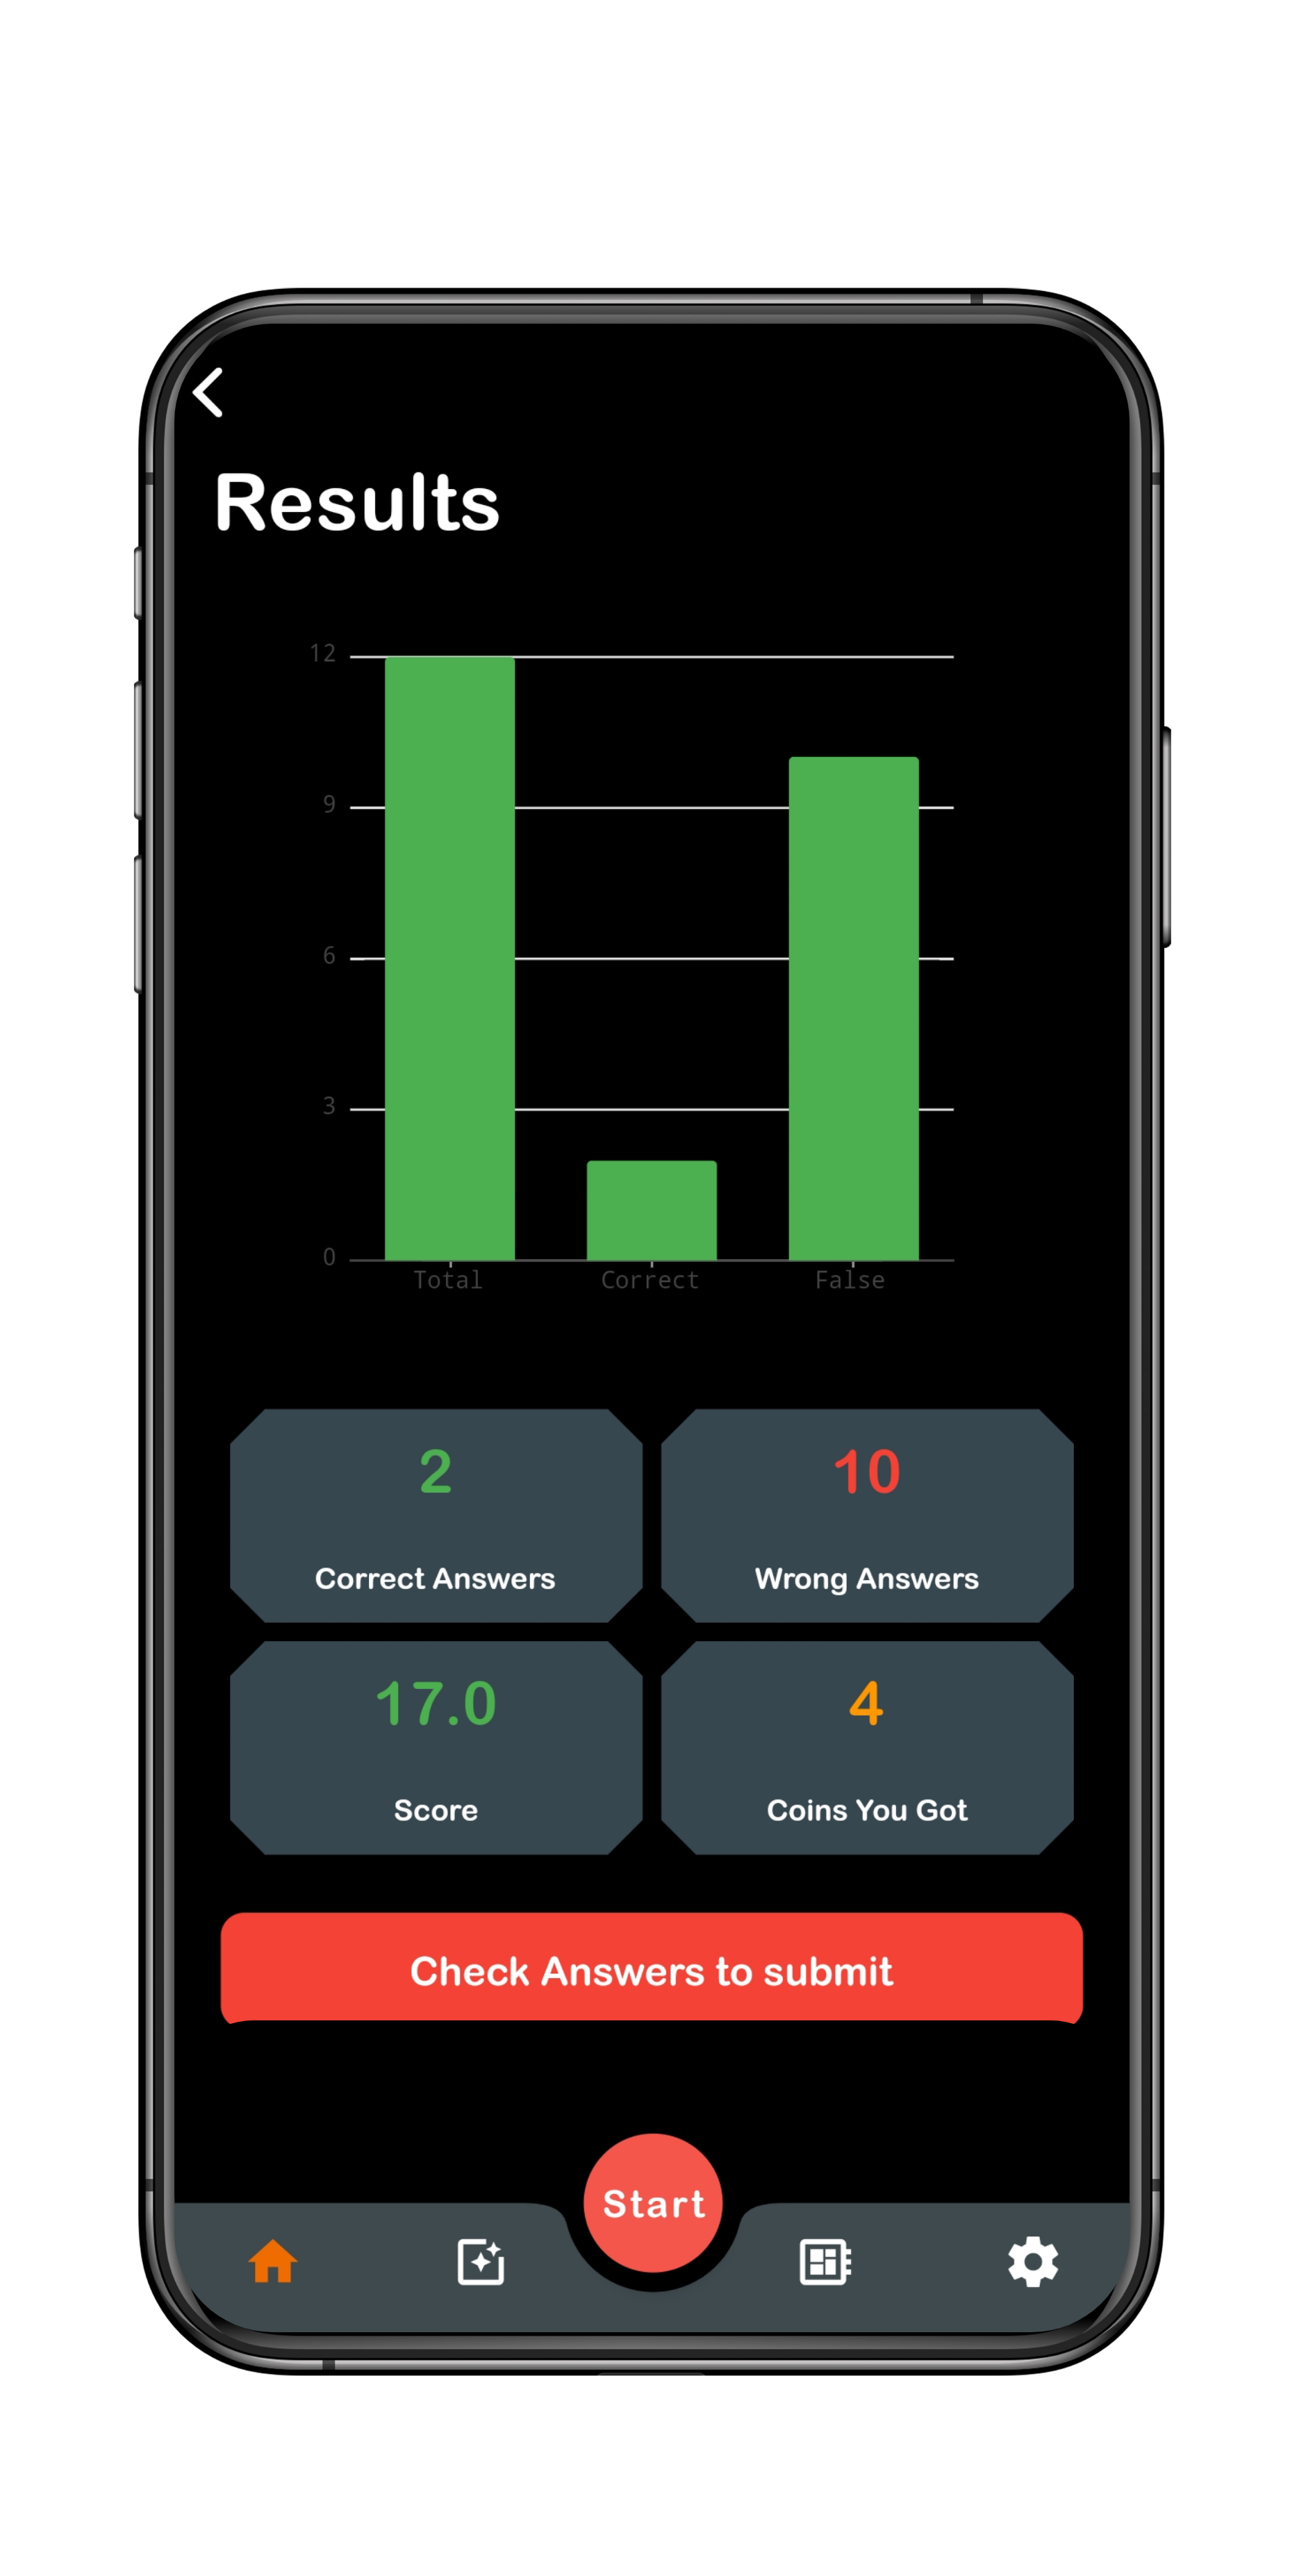 Results
12
9
6
3
0
Total Correct False
2 10
Correct Answers Wrong Answers
17.0 4
Score Coins You Got
Check Answers to submit
Start